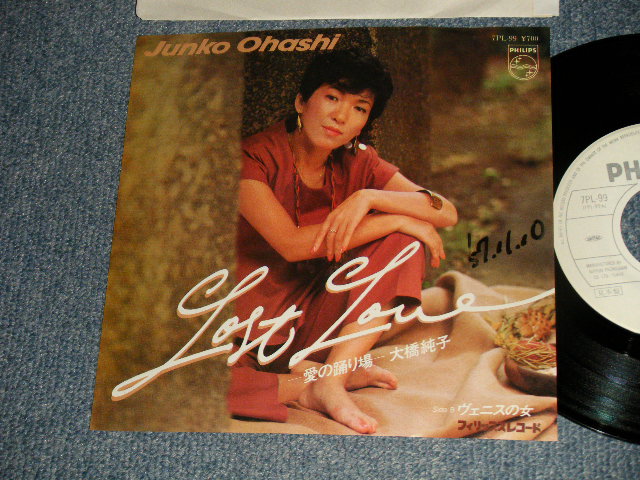 Junko Ohashi
7PL-99 ¥700
PHILIPS
Lost Love
…愛の踊り場…大橋純子
Side B ヴェニスの女
フィリップスレコード
PH
7PL-99